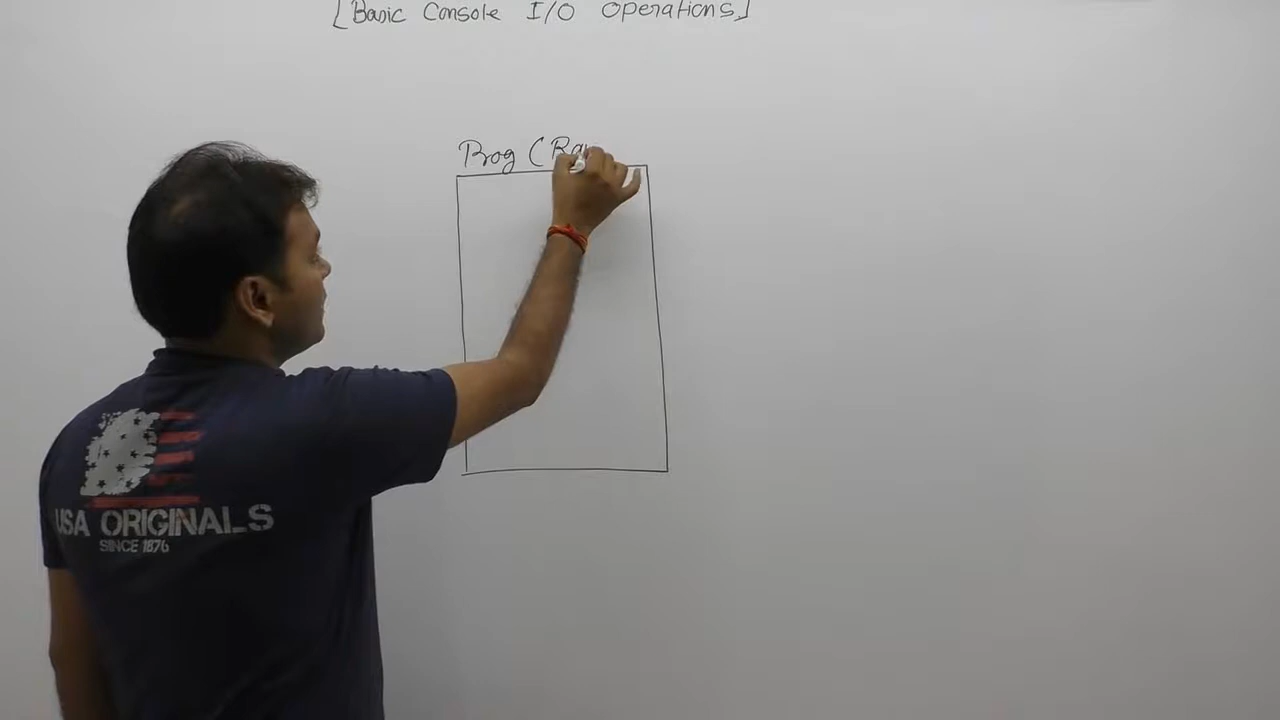 [Basic Console I/O Operations]
Prog (Ra
USA ORIGINALS
SINCE 1876